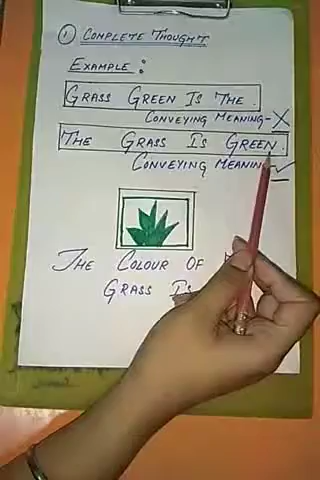 ① COMPLETE THOUGHT
EXAMPLE:
GRASS GREEN IS THE.
CONVEYING MEANING-X
THE GRASS IS GREEN.
CONVEYING MEANING
THE COLOUR OF
GRASS IS